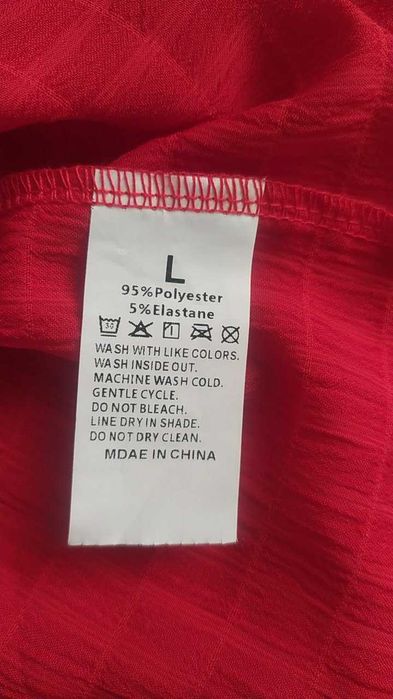 L
95%Polyester
5%Elastane
30
WASH WITH LIKE COLORS.
WASH INSIDE OUT.
MACHINE WASH COLD.
GENTLE CYCLE.
DO NOT BLEACH.
LINE DRY IN SHADE.
DO NOT DRY CLEAN.
MDAE IN CHINA